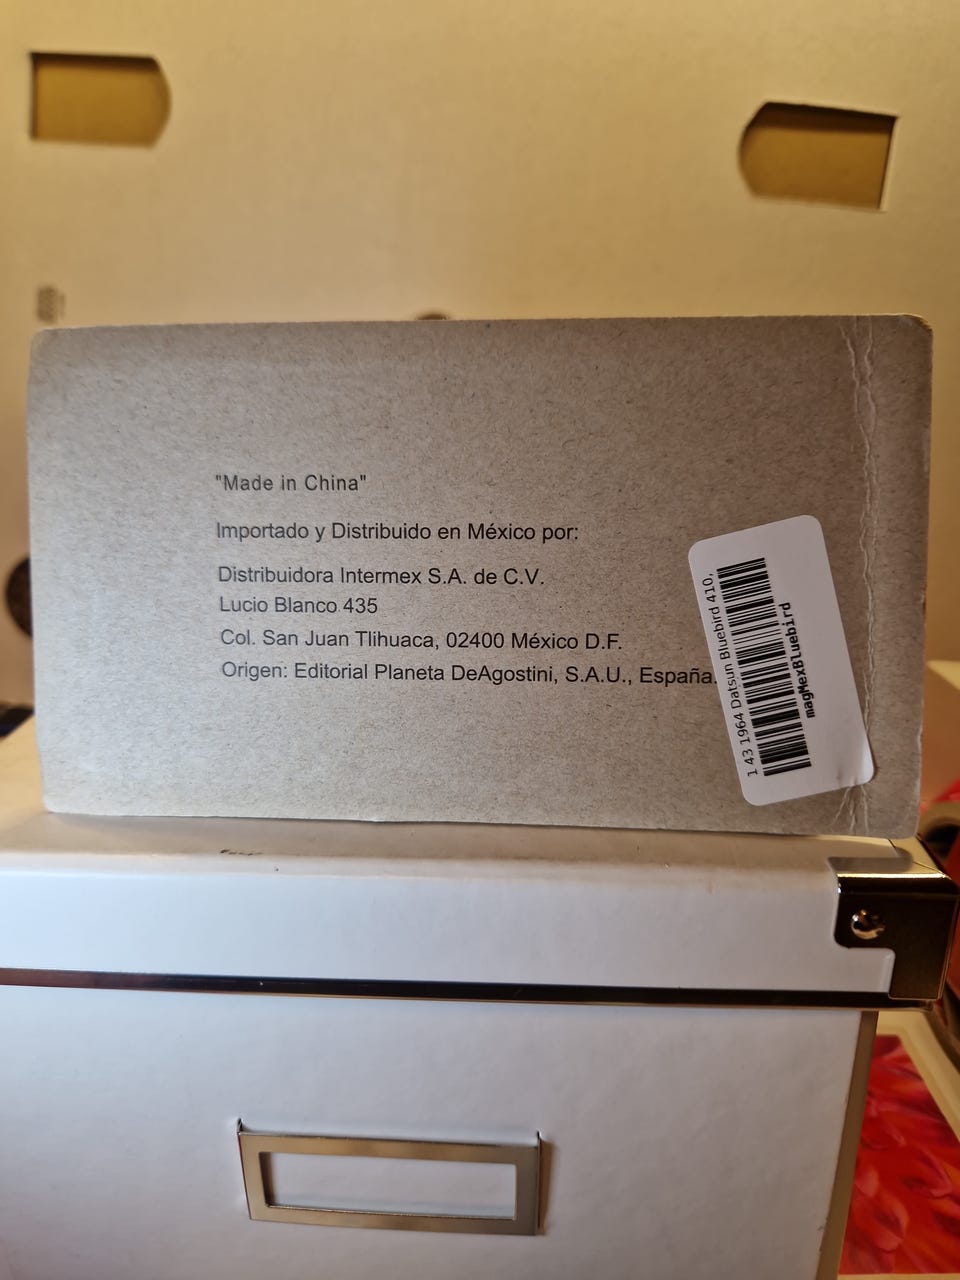 "Made in China"
Importado y Distribuido en México por:
Distribuidora Intermex S.A. de C.V.
Lucio Blanco 435
Col. San Juan Tlihuaca, 02400 México D.F.
Origen: Editorial Planeta DeAgostini, S.A.U., España.
1 43 1964 Datsun Bluebird 410,
magMexBluebird